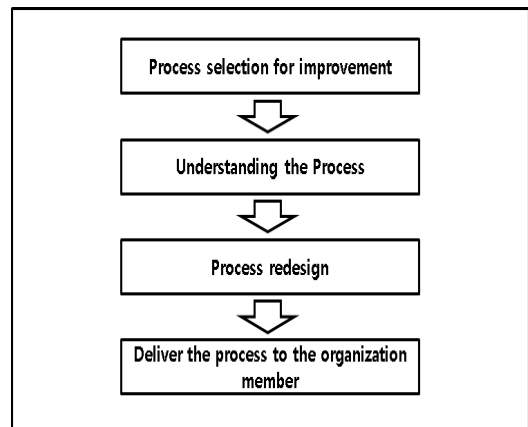 Process selection for improvement
Understanding the Process
Process redesign
Deliver the process to the organization
member